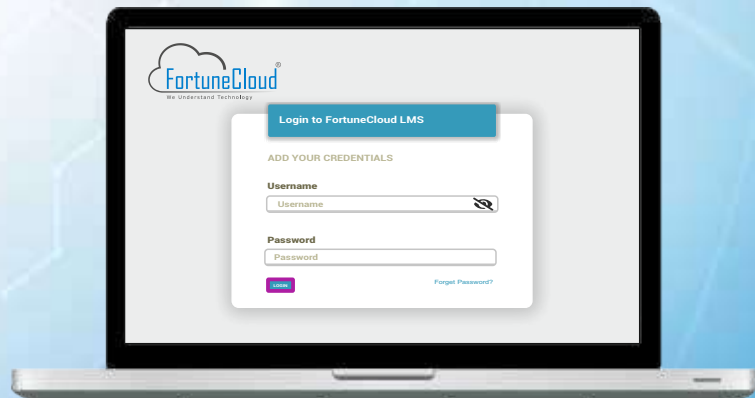 FortuneCloud®
We Understand Technology
Login to FortuneCloud LMS
ADD YOUR CREDENTIALS
Username
Username
Password
Password
LOGIN
Forget Password?